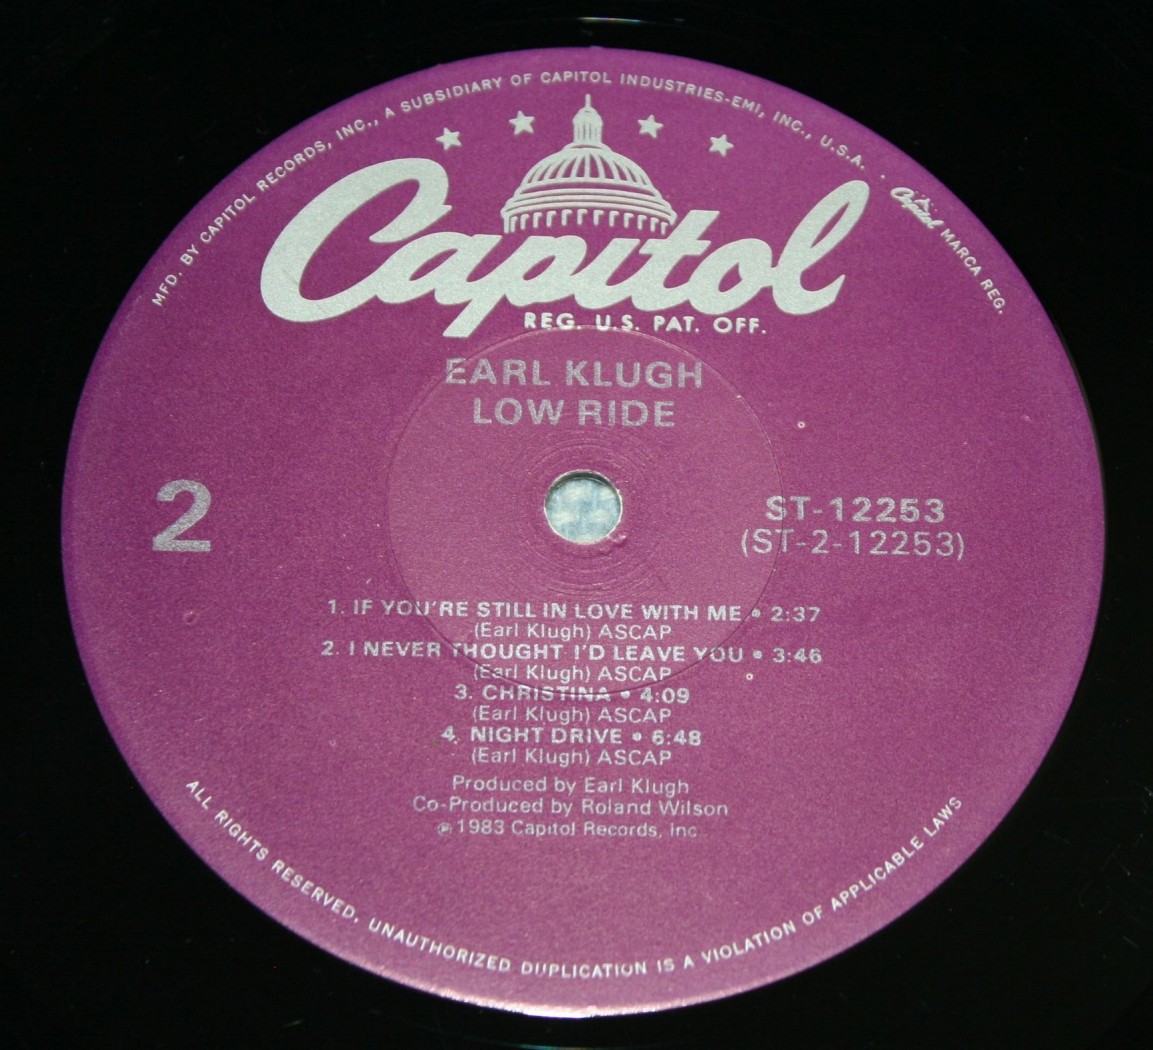 MFD. BY CAPITOL RECORDS, INC., A SUBSIDIARY OF CAPITOL INDUSTRIES-EMI, INC., U.S.A. . Capitol MARCA REG.
Capitol
REG. U.S. PAT. OFF.
EARL KLUGH
LOW RIDE
2
ST-12253
(ST-2-12253)
1. IF YOU'RE STILL IN LOVE WITH ME • 2:37
(Earl Klugh) ASCAP
2. I NEVER THOUGHT I'D LEAVE YOU • 3:46
(Earl Klugh) ASCAP
3. CHRISTINA • 4:09
(Earl Klugh) ASCAP
4. NIGHT DRIVE • 6:48
(Earl Klugh) ASCAP
Produced by Earl Klugh
Co-Produced by Roland Wilson
℗ 1983 Capitol Records, Inc
ALL RIGHTS RESERVED. UNAUTHORIZED DUPLICATION IS A VIOLATION OF APPLICABLE LAWS